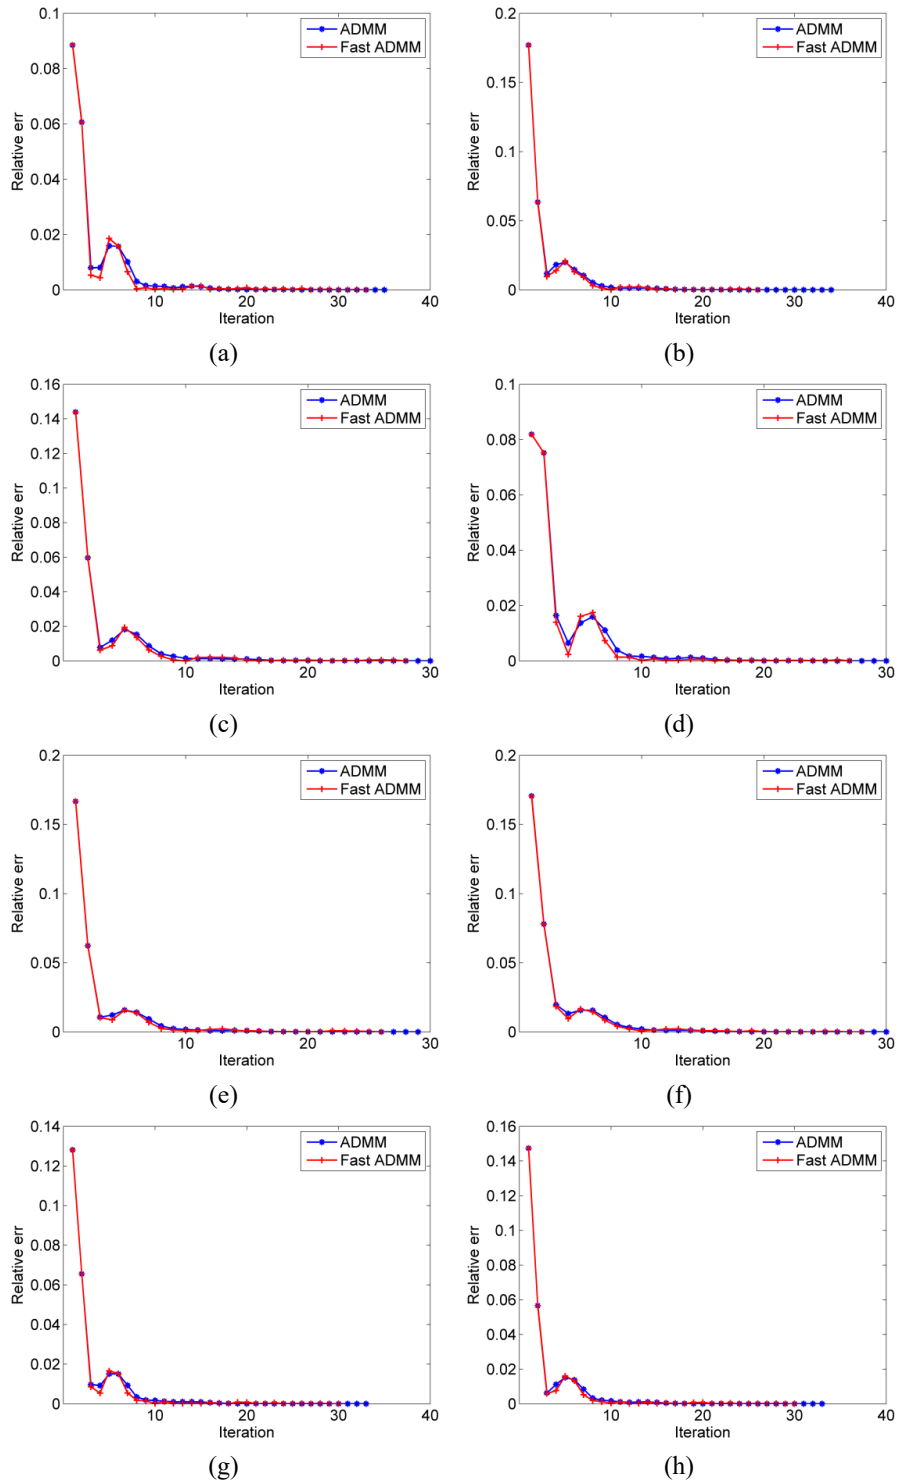 0.1
ADMM
Fast ADMM
0.08
0.06
0.04
0.02
0
10
20
30
40
Relative err
Iteration
(a)
0.2
ADMM
Fast ADMM
0.15
0.1
0.05
0
10
20
30
40
Relative err
Iteration
(b)
0.16
ADMM
Fast ADMM
0.14
0.12
0.1
0.08
0.06
0.04
0.02
0
10
20
30
Relative err
Iteration
(c)
0.1
ADMM
Fast ADMM
0.08
0.06
0.04
0.02
0
10
20
30
Relative err
Iteration
(d)
0.2
ADMM
Fast ADMM
0.15
0.1
0.05
0
10
20
30
Relative err
Iteration
(e)
0.2
ADMM
Fast ADMM
0.15
0.1
0.05
0
10
20
30
Relative err
Iteration
(f)
0.14
ADMM
Fast ADMM
0.12
0.1
0.08
0.06
0.04
0.02
0
10
20
30
40
Relative err
Iteration
(g)
0.16
ADMM
Fast ADMM
0.14
0.12
0.1
0.08
0.06
0.04
0.02
0
10
20
30
40
Relative err
Iteration
(h)